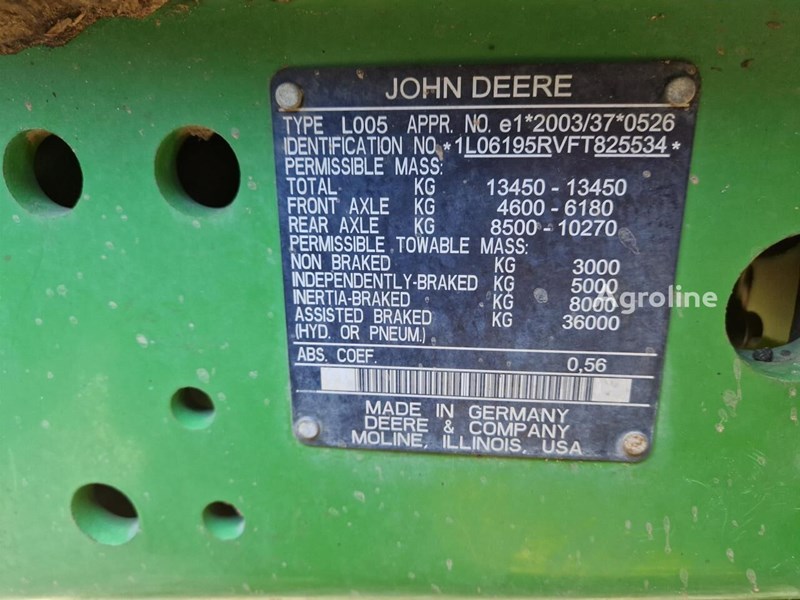 JOHN DEERE
TYPE L005 APPR. NO. e1*2003/37*0526
IDENTIFICATION NO. *1L06195RVFT825534*
PERMISSIBLE MASS:
TOTAL KG 13450 - 13450
FRONT AXLE KG 4600 - 6180
REAR AXLE KG 8500 - 10270
PERMISSIBLE TOWABLE MASS:
NON BRAKED KG 3000
INDEPENDENTLY-BRAKED KG 5000
INERTIA-BRAKED KG 8000
ASSISTED BRAKED KG 36000
(HYD. OR PNEUM.)
ABS. COEF. 0,56
MADE IN GERMANY
DEERE & COMPANY
MOLINE, ILLINOIS, USA
Agroline